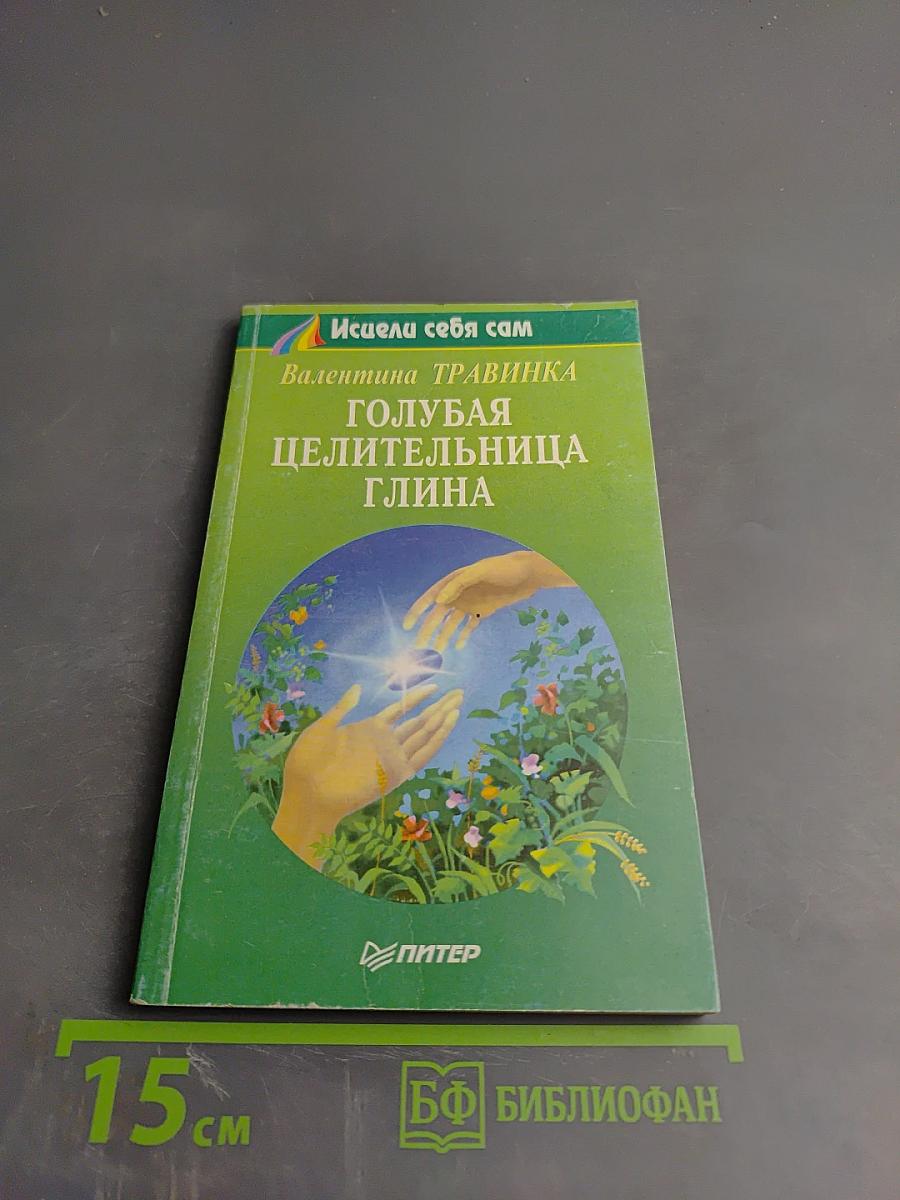 Исцели себя сам
Валентина ТРАВИНКА
ГОЛУБАЯ
ЦЕЛИТЕЛЬНИЦА
ГЛИНА
ПИТЕР
15 см
БФ БИБЛИОФАН